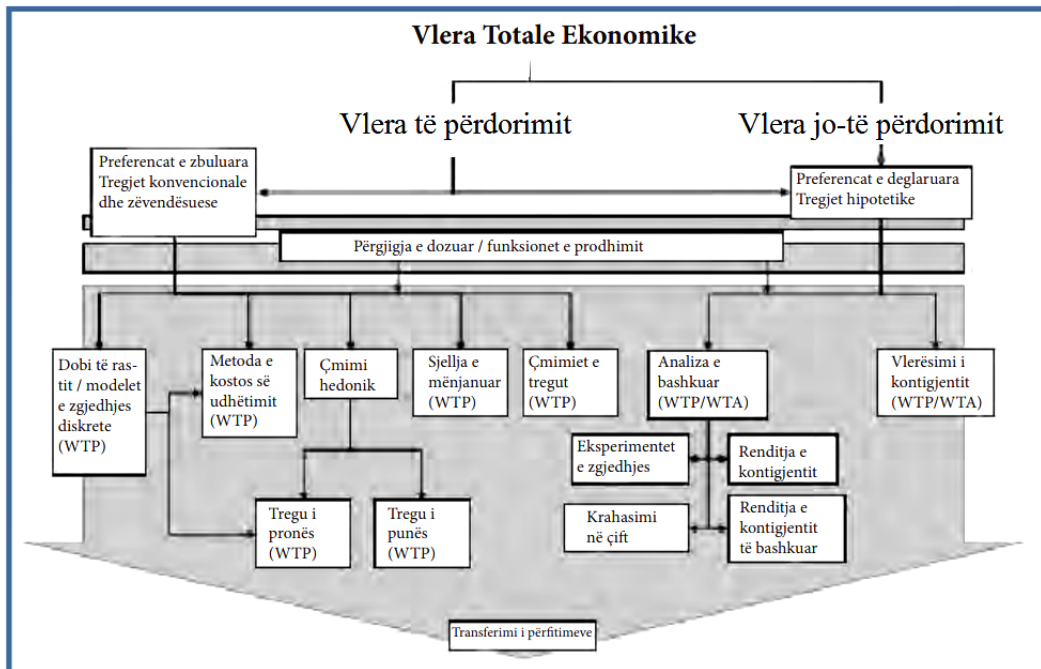 Vlera Totale Ekonomike
Vlera të përdorimit
Vlera jo-të përdorimit
Preferencat e zbuluara
Tregjet konvencionale
dhe zëvendësuese
Preferencat e deglaruara
Tregjet hipotetike
Përgjigja e dozuar / funksionet e prodhimit
Dobi të ras-
tit / modelet
e zgjedhjes
diskrete
(WTP)
Metoda e
kostos së
udhëtimit
(WTP)
Çmimi
hedonik
Sjellja e
mënjanuar
(WTP)
Çmimiet e
tregut
(WTP)
Analiza e
bashkuar
(WTP/WTA)
Vlerësimi i
kontigjentit
(WTP/WTA)
Eksperimentet
e zgjedhjes
Renditja e
kontigjentit
Tregu i
pronës
(WTP)
Tregu i
punës
(WTP)
Krahasimi
në çift
Renditja e
kontigjentit
të bashkuar
Transferimi i përfitimeve